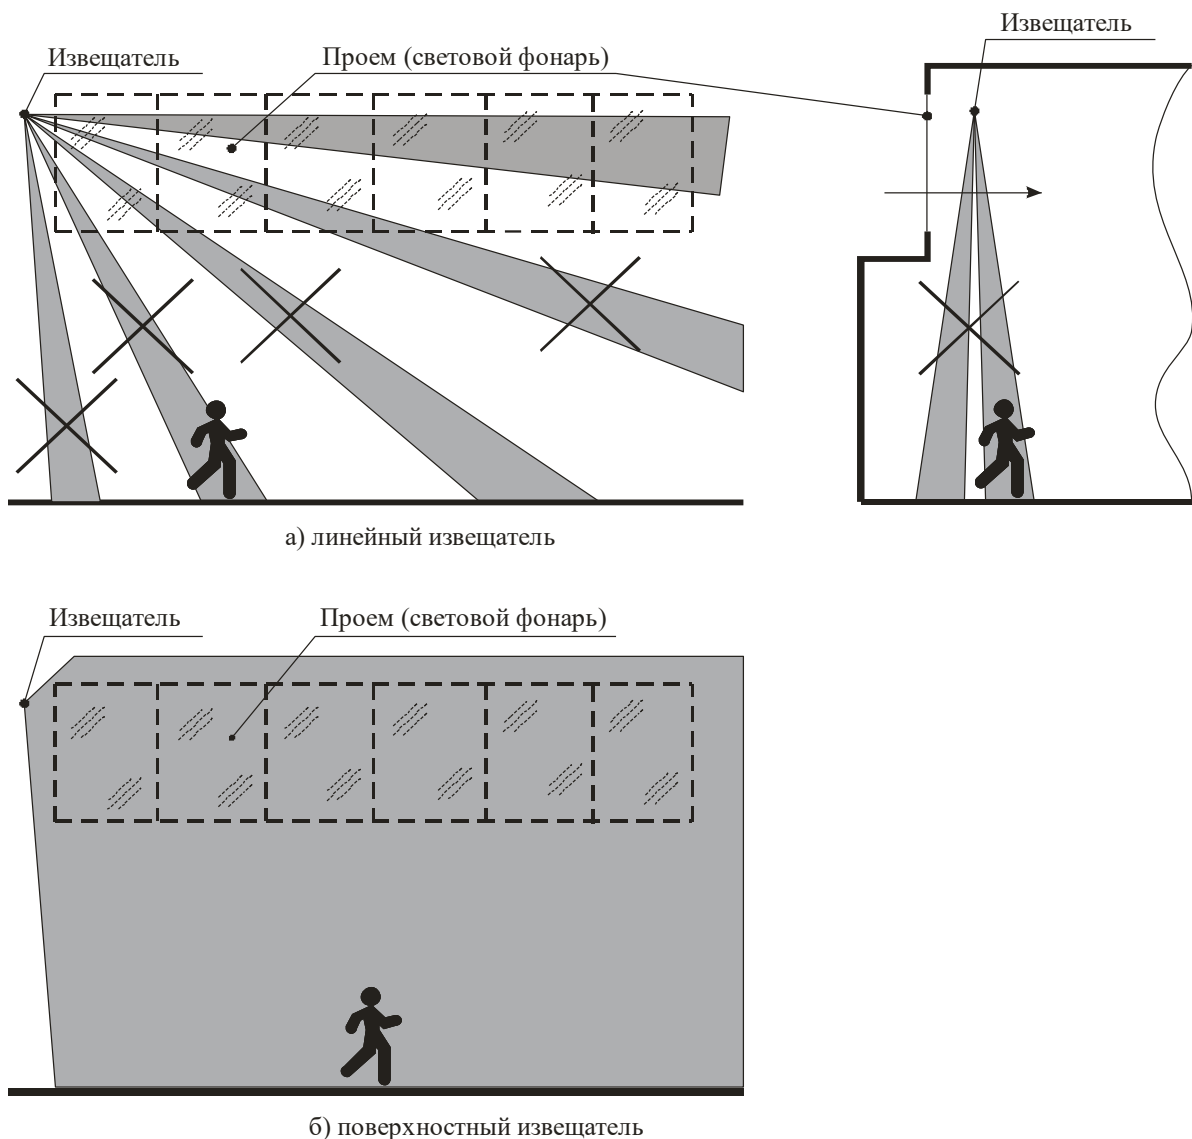 Извещатель
Извещатель
Проем (световой фонарь)
а) линейный извещатель
Извещатель
Проем (световой фонарь)
б) поверхностный извещатель